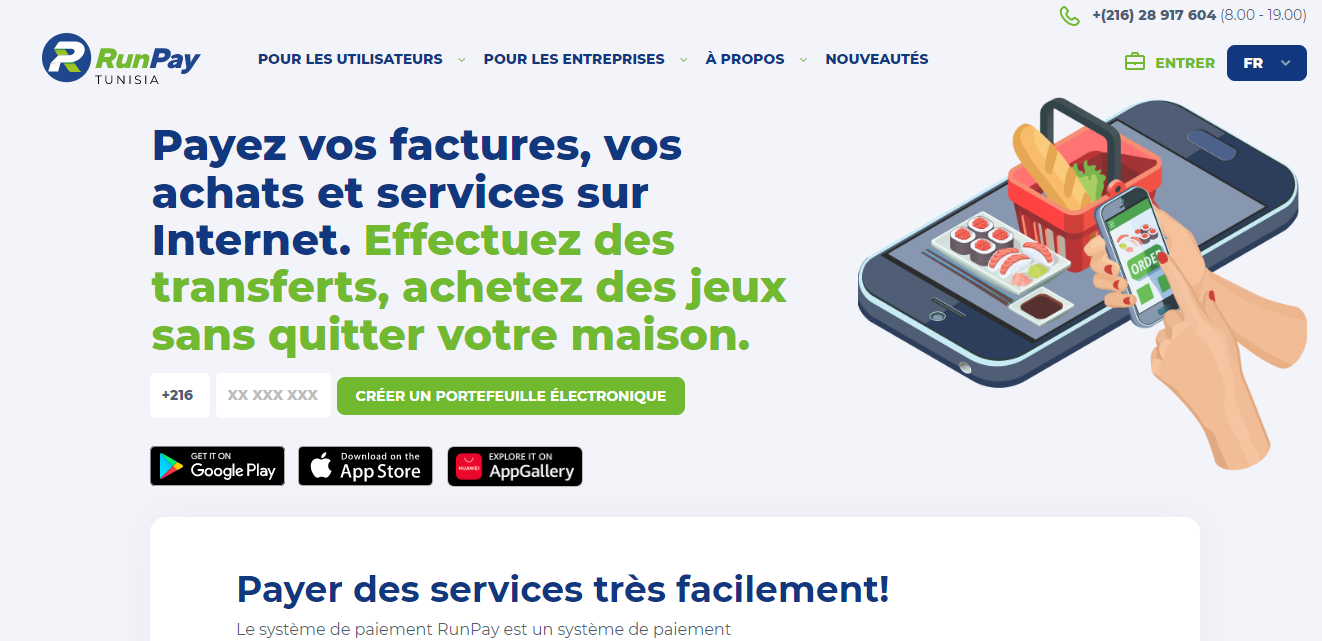 +(216) 28 917 604 (8.00 - 19.00)
RunPay
TUNISIA
POUR LES UTILISATEURS
POUR LES ENTREPRISES
À PROPOS
NOUVEAUTÉS
ENTRER
FR
Payez vos factures, vos
achats et services sur
Internet. Effectuez des
transferts, achetez des jeux
sans quitter votre maison.
ORDER
+216
XX XXX XXX
CRÉER UN PORTEFEUILLE ÉLECTRONIQUE
GET IT ON
Google Play
Download on the
App Store
HUAWEI
EXPLORE IT ON
AppGallery
Payer des services très facilement!
Le système de paiement RunPay est un système de paiement